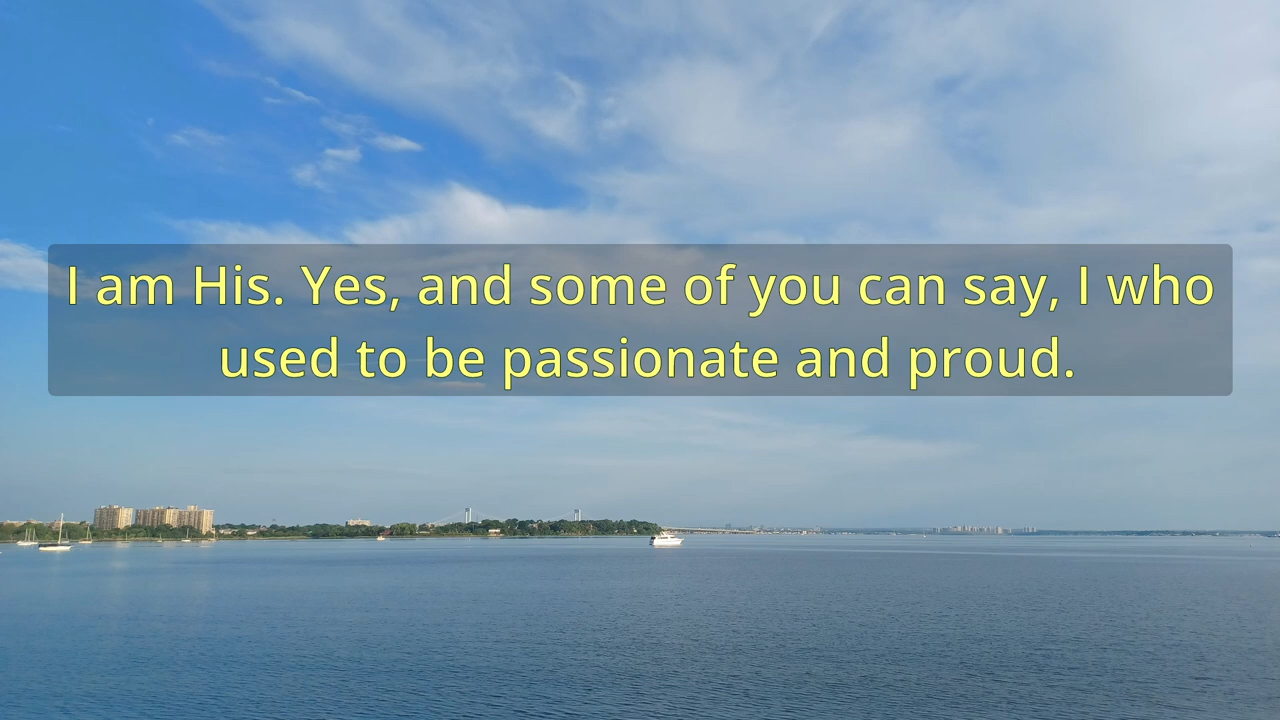 I am His. Yes, and some of you can say, I who
used to be passionate and proud.